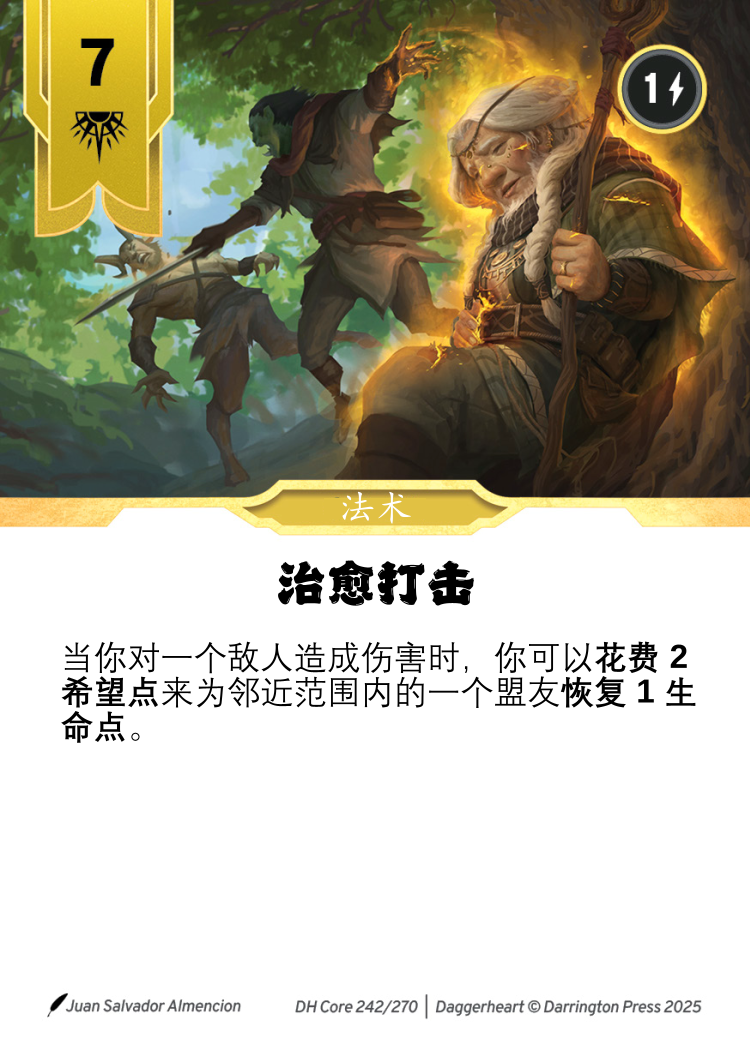 7
1
法术
治愈打击
当你对一个敌人造成伤害时，你可以花费 2
希望点来为邻近范围内的一个盟友恢复 1 生
命点。
Juan Salvador Almencion
DH Core 242/270 | Daggerheart © Darrington Press 2025